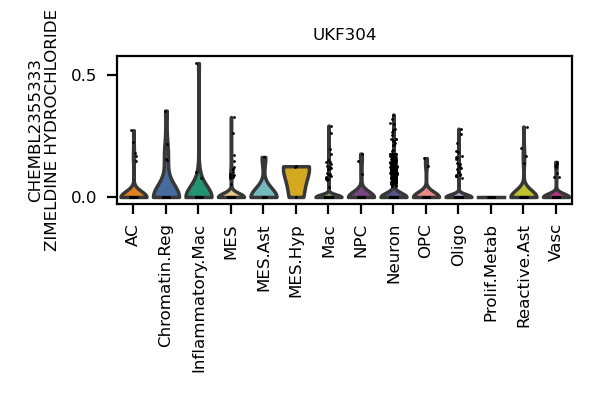 UKF304
CHEMBL2355333
ZIMELDINE HYDROCHLORIDE
0.5
0.0
AC
Chromatin.Reg
Inflammatory.Mac
MES
MES.Ast
MES.Hyp
Mac
NPC
Neuron
OPC
Oligo
Prolif.Metab
Reactive.Ast
Vasc